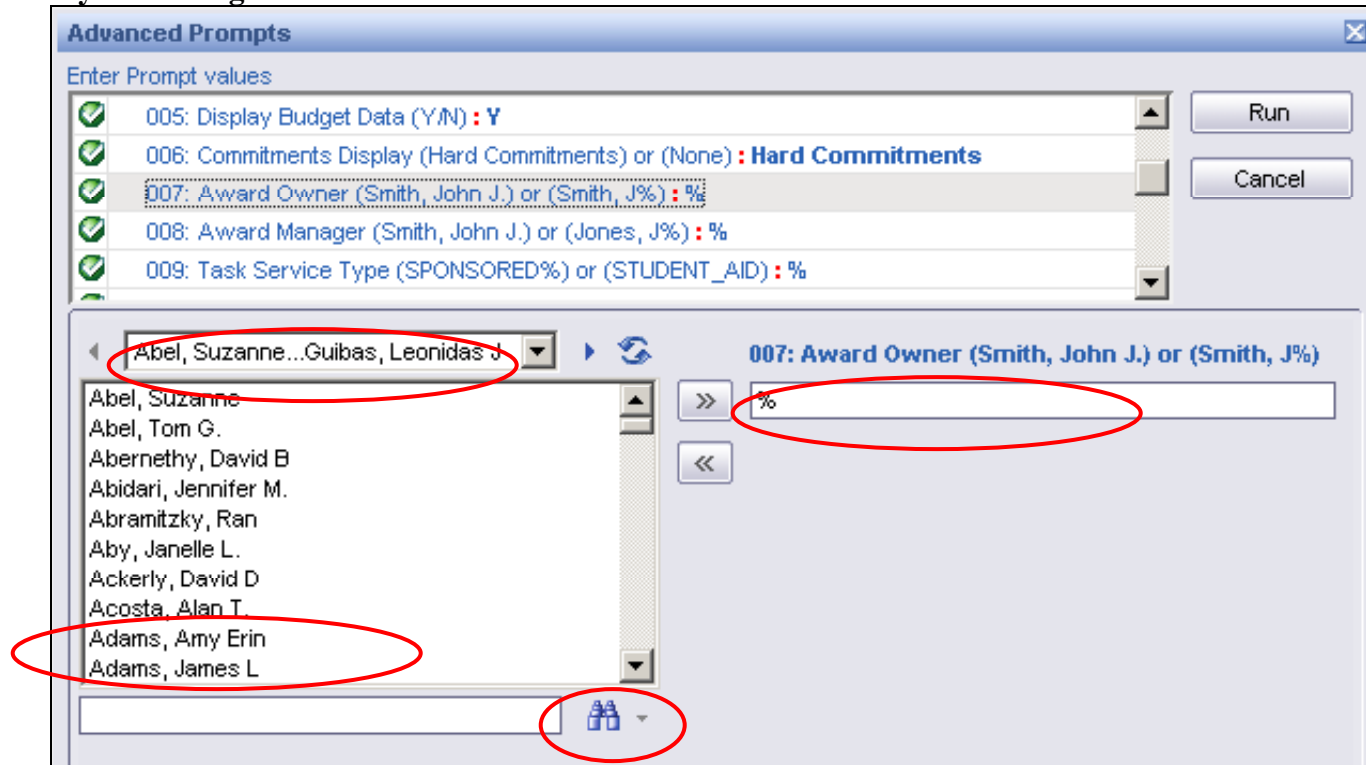 Advanced Prompts
Enter Prompt values
005: Display Budget Data (Y/N) : Y
006: Commitments Display (Hard Commitments) or (None) : Hard Commitments
007: Award Owner (Smith, John J.) or (Smith, J%) : %
008: Award Manager (Smith, John J.) or (Jones, J%) : %
009: Task Service Type (SPONSORED%) or (STUDENT_AID) : %
Run
Cancel
Abel, Suzanne...Guibas, Leonidas J
007: Award Owner (Smith, John J.) or (Smith, J%)
%
Abel, Suzanne
Abel, Tom G.
Abernethy, David B
Abidari, Jennifer M.
Abramitzky, Ran
Aby, Janelle L.
Ackerly, David D
Acosta, Alan T.
Adams, Amy Erin
Adams, James L